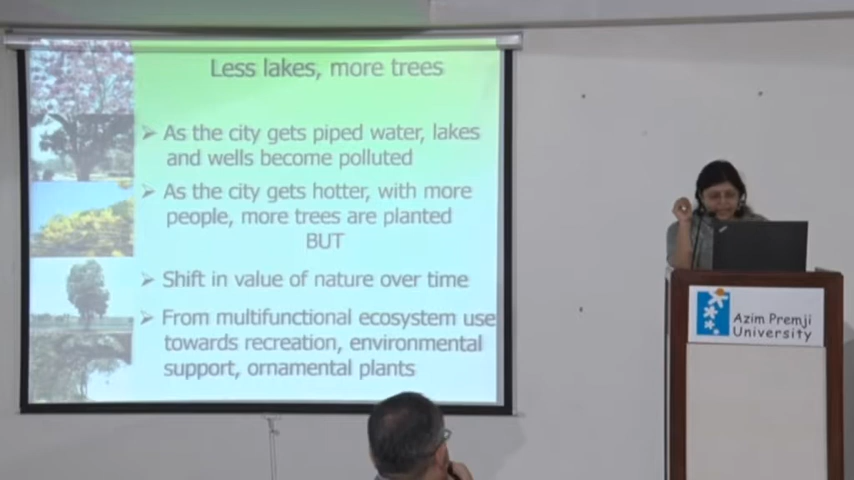 Less lakes, more trees
➢ As the city gets piped water, lakes
and wells become polluted
➢ As the city gets hotter, with more
people, more trees are planted
BUT
➢ Shift in value of nature over time
➢ From multifunctional ecosystem use
towards recreation, environmental
support, ornamental plants
Azim Premji
University